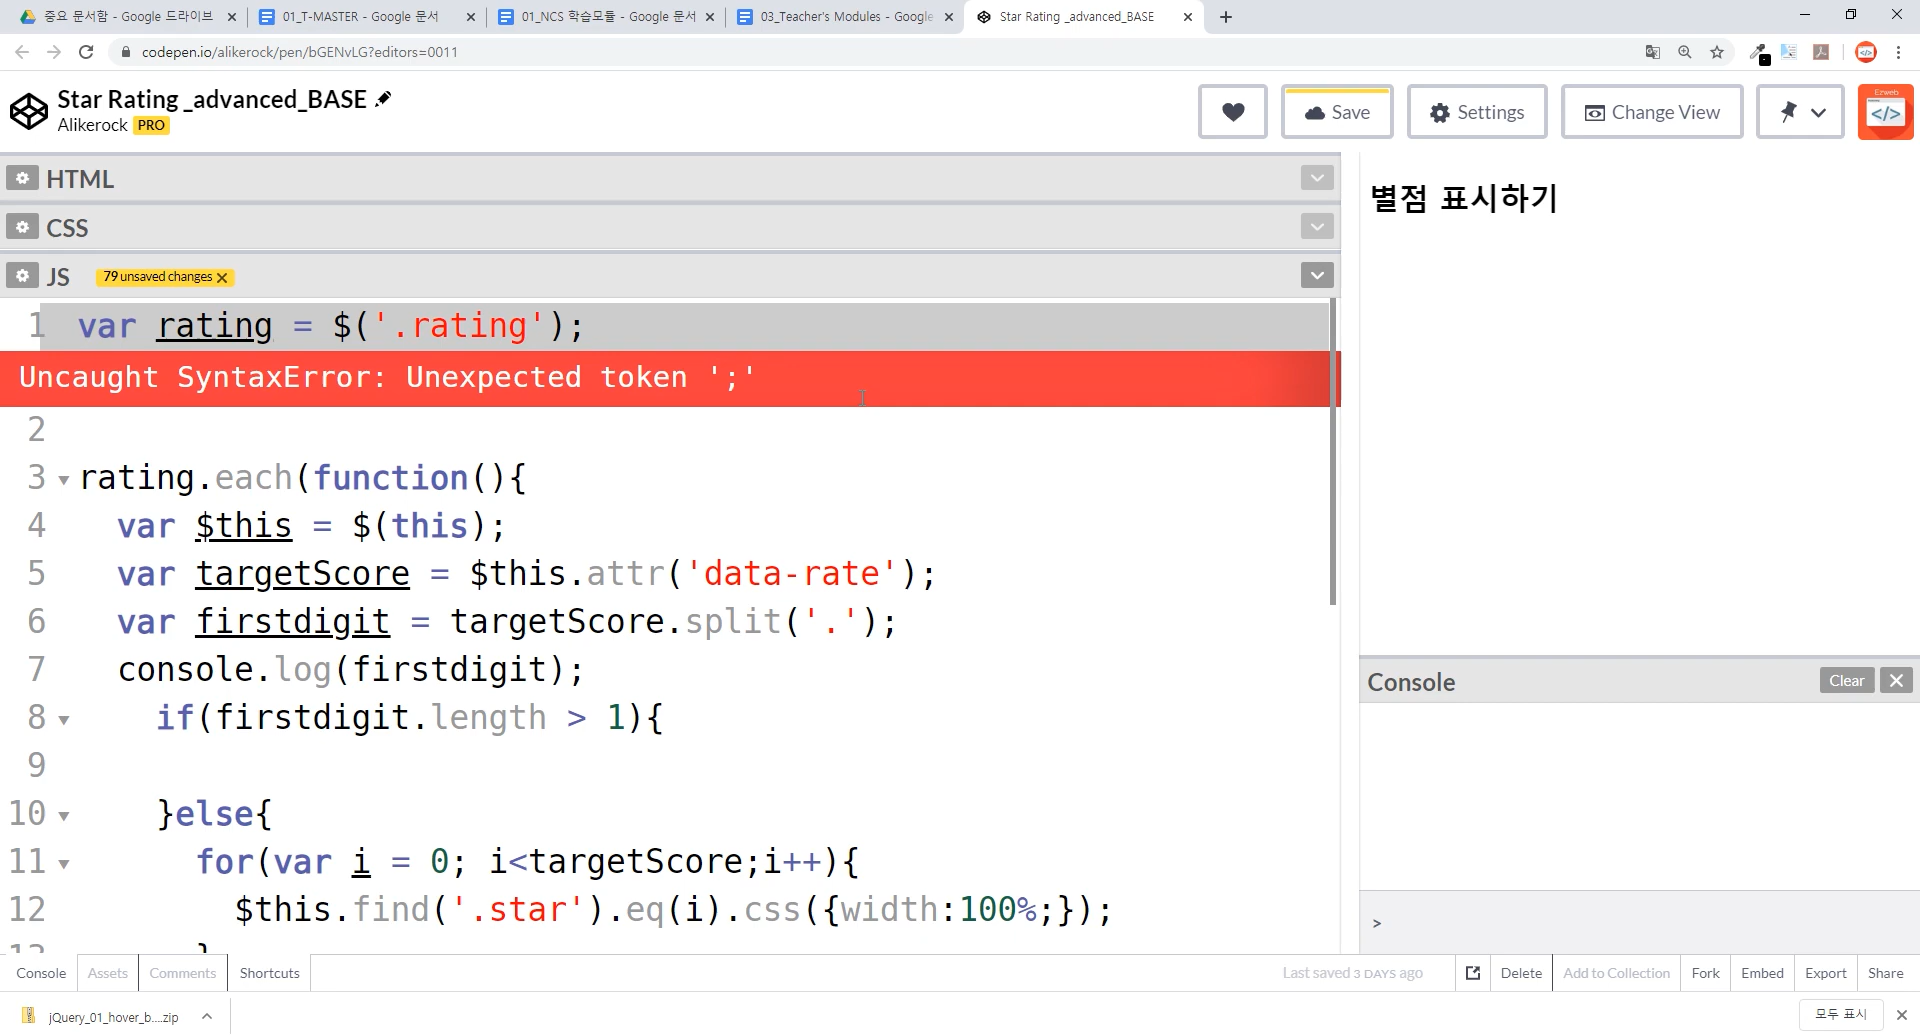 중요 문서함 - Google 드라이브
01_T-MASTER - Google 문서
01_NCS 학습모듈 - Google 문서
03_Teacher's Modules - Google
Star Rating _advanced_BASE
codepen.io/alikerock/pen/bGENvLG?editors=0011
Star Rating _advanced_BASE
Alikerock PRO
Save
Settings
Change View
Ezweb
</>
HTML
CSS
JS
79 unsaved changes
1 var rating = $('.rating');
Uncaught SyntaxError: Unexpected token ';'
2
3 rating.each(function(){
4 var $this = $(this);
5 var targetScore = $this.attr('data-rate');
6 var firstdigit = targetScore.split('.');
7 console.log(firstdigit);
8 if(firstdigit.length > 1){
9
10 }else{
11 for(var i = 0; i<targetScore;i++){
12 $this.find('.star').eq(i).css({width:100%;});
13 }
별점 표시하기
Console
Clear
>
Console
Assets
Comments
Shortcuts
Last saved 3 DAYS ago
Delete
Add to Collection
Fork
Embed
Export
Share
jQuery_01_hover_b....zip
모두 표시